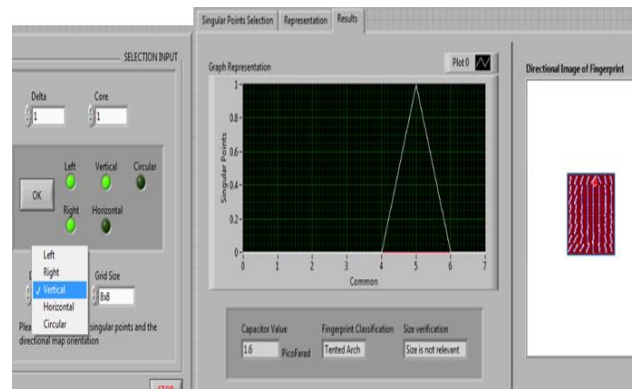 Singular Points Selection Representation Results
SELECTION INPUT
Delta Core
1 1
OK
Left Vertical Circular
Right Horizontal
Left
Right
Vertical
Horizontal
Circular
Grid Size
8x8
singular points and the
directional map orientation
STOP
Graph Representation Plot 0
Singular Points
1
0.8
0.6
0.4
0.2
0
0 1 2 3 4 5 6 7
Common
Capacitor Value Fingerprint Classification Size verification
1.6 PicoFarad Tented Arch Size is not relevant
Directional Image of Fingerprint